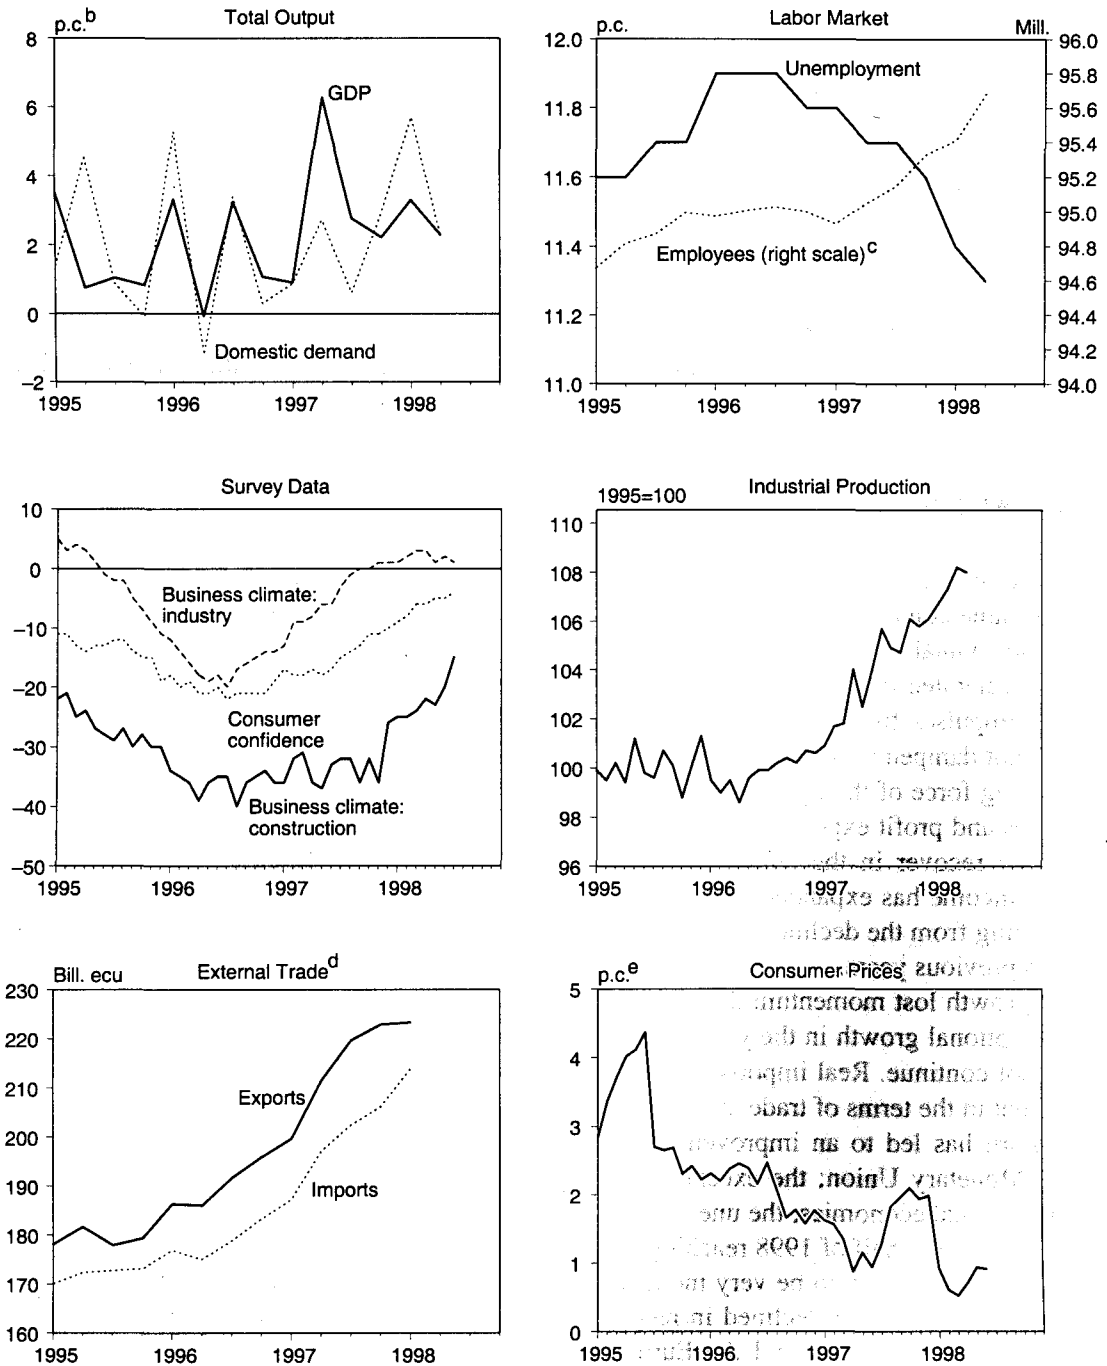 Total Output
p.c.b
8
6
4
2
0
–2
GDP
Domestic demand
1995 1996 1997 1998
Labor Market
p.c.
Mill.
12.0
11.8
11.6
11.4
11.2
11.0
96.0
95.8
95.6
95.4
95.2
95.0
94.8
94.6
94.4
94.2
94.0
Unemployment
Employees (right scale)c
1995 1996 1997 1998
Survey Data
10
0
–10
–20
–30
–40
–50
Business climate:
industry
Consumer
confidence
Business climate:
construction
1995 1996 1997 1998
Industrial Production
1995=100
110
108
106
104
102
100
98
96
1995 1996 1997 1998
External Trade d
Bill. ecu
230
220
210
200
190
180
170
160
Exports
Imports
1995 1996 1997 1998
Consumer Prices
p.c.e
5
4
3
2
1
0
1995 1996 1997 1998